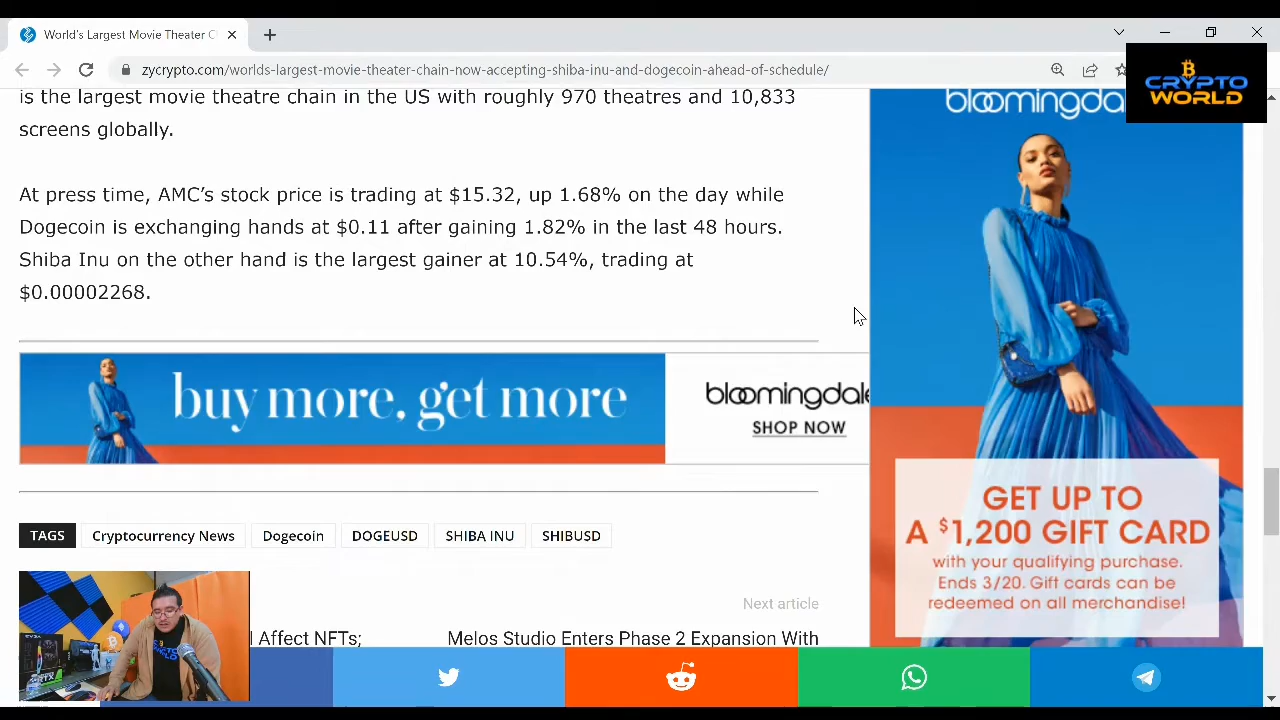 World's Largest Movie Theater C
zycrypto.com/worlds-largest-movie-theater-chain-now-accepting-shiba-inu-and-dogecoin-ahead-of-schedule/
CRYPTO
WORLD
is the largest movie theatre chain in the US with roughly 970 theatres and 10,833
screens globally.
At press time, AMC's stock price is trading at $15.32, up 1.68% on the day while
Dogecoin is exchanging hands at $0.11 after gaining 1.82% in the last 48 hours.
Shiba Inu on the other hand is the largest gainer at 10.54%, trading at
$0.00002268.
bloomingda
buy more, get more
bloomingdale
SHOP NOW
GET UP TO
A $1,200 GIFT CARD
with your qualifying purchase.
Ends 3/20. Gift cards can be
redeemed on all merchandise!
TAGS Cryptocurrency News Dogecoin DOGEUSD SHIBA INU SHIBUSD
Next article
l Affect NFTs;
Melos Studio Enters Phase 2 Expansion With